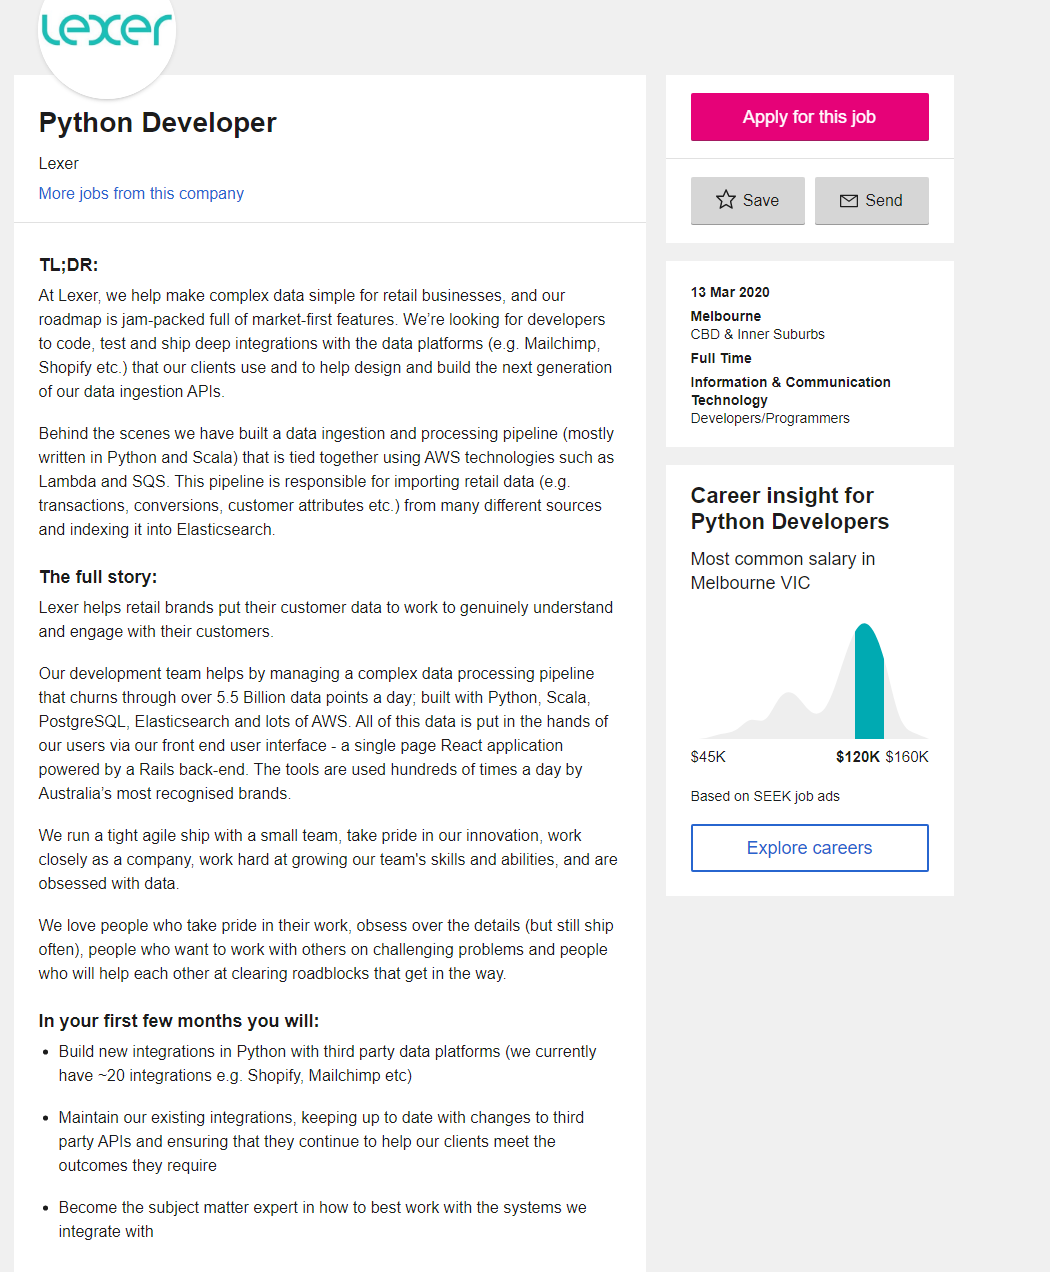 Lexer
Python Developer
Lexer
More jobs from this company
TL;DR:
At Lexer, we help make complex data simple for retail businesses, and our
roadmap is jam-packed full of market-first features. We're looking for developers
to code, test and ship deep integrations with the data platforms (e.g. Mailchimp,
Shopify etc.) that our clients use and to help design and build the next generation
of our data ingestion APIs.
Behind the scenes we have built a data ingestion and processing pipeline (mostly
written in Python and Scala) that is tied together using AWS technologies such as
Lambda and SQS. This pipeline is responsible for importing retail data (e.g.
transactions, conversions, customer attributes etc.) from many different sources
and indexing it into Elasticsearch.
The full story:
Lexer helps retail brands put their customer data to work to genuinely understand
and engage with their customers.
Our development team helps by managing a complex data processing pipeline
that churns through over 5.5 Billion data points a day; built with Python, Scala,
PostgreSQL, Elasticsearch and lots of AWS. All of this data is put in the hands of
our users via our front end user interface - a single page React application
powered by a Rails back-end. The tools are used hundreds of times a day by
Australia's most recognised brands.
We run a tight agile ship with a small team, take pride in our innovation, work
closely as a company, work hard at growing our team's skills and abilities, and are
obsessed with data.
We love people who take pride in their work, obsess over the details (but still ship
often), people who want to work with others on challenging problems and people
who will help each other at clearing roadblocks that get in the way.
In your first few months you will:
• Build new integrations in Python with third party data platforms (we currently
have ~20 integrations e.g. Shopify, Mailchimp etc)
• Maintain our existing integrations, keeping up to date with changes to third
party APIs and ensuring that they continue to help our clients meet the
outcomes they require
• Become the subject matter expert in how to best work with the systems we
integrate with
Apply for this job
Save
Send
13 Mar 2020
Melbourne
CBD & Inner Suburbs
Full Time
Information & Communication
Technology
Developers/Programmers
Career insight for
Python Developers
Most common salary in
Melbourne VIC
$45K $120K $160K
Based on SEEK job ads
Explore careers